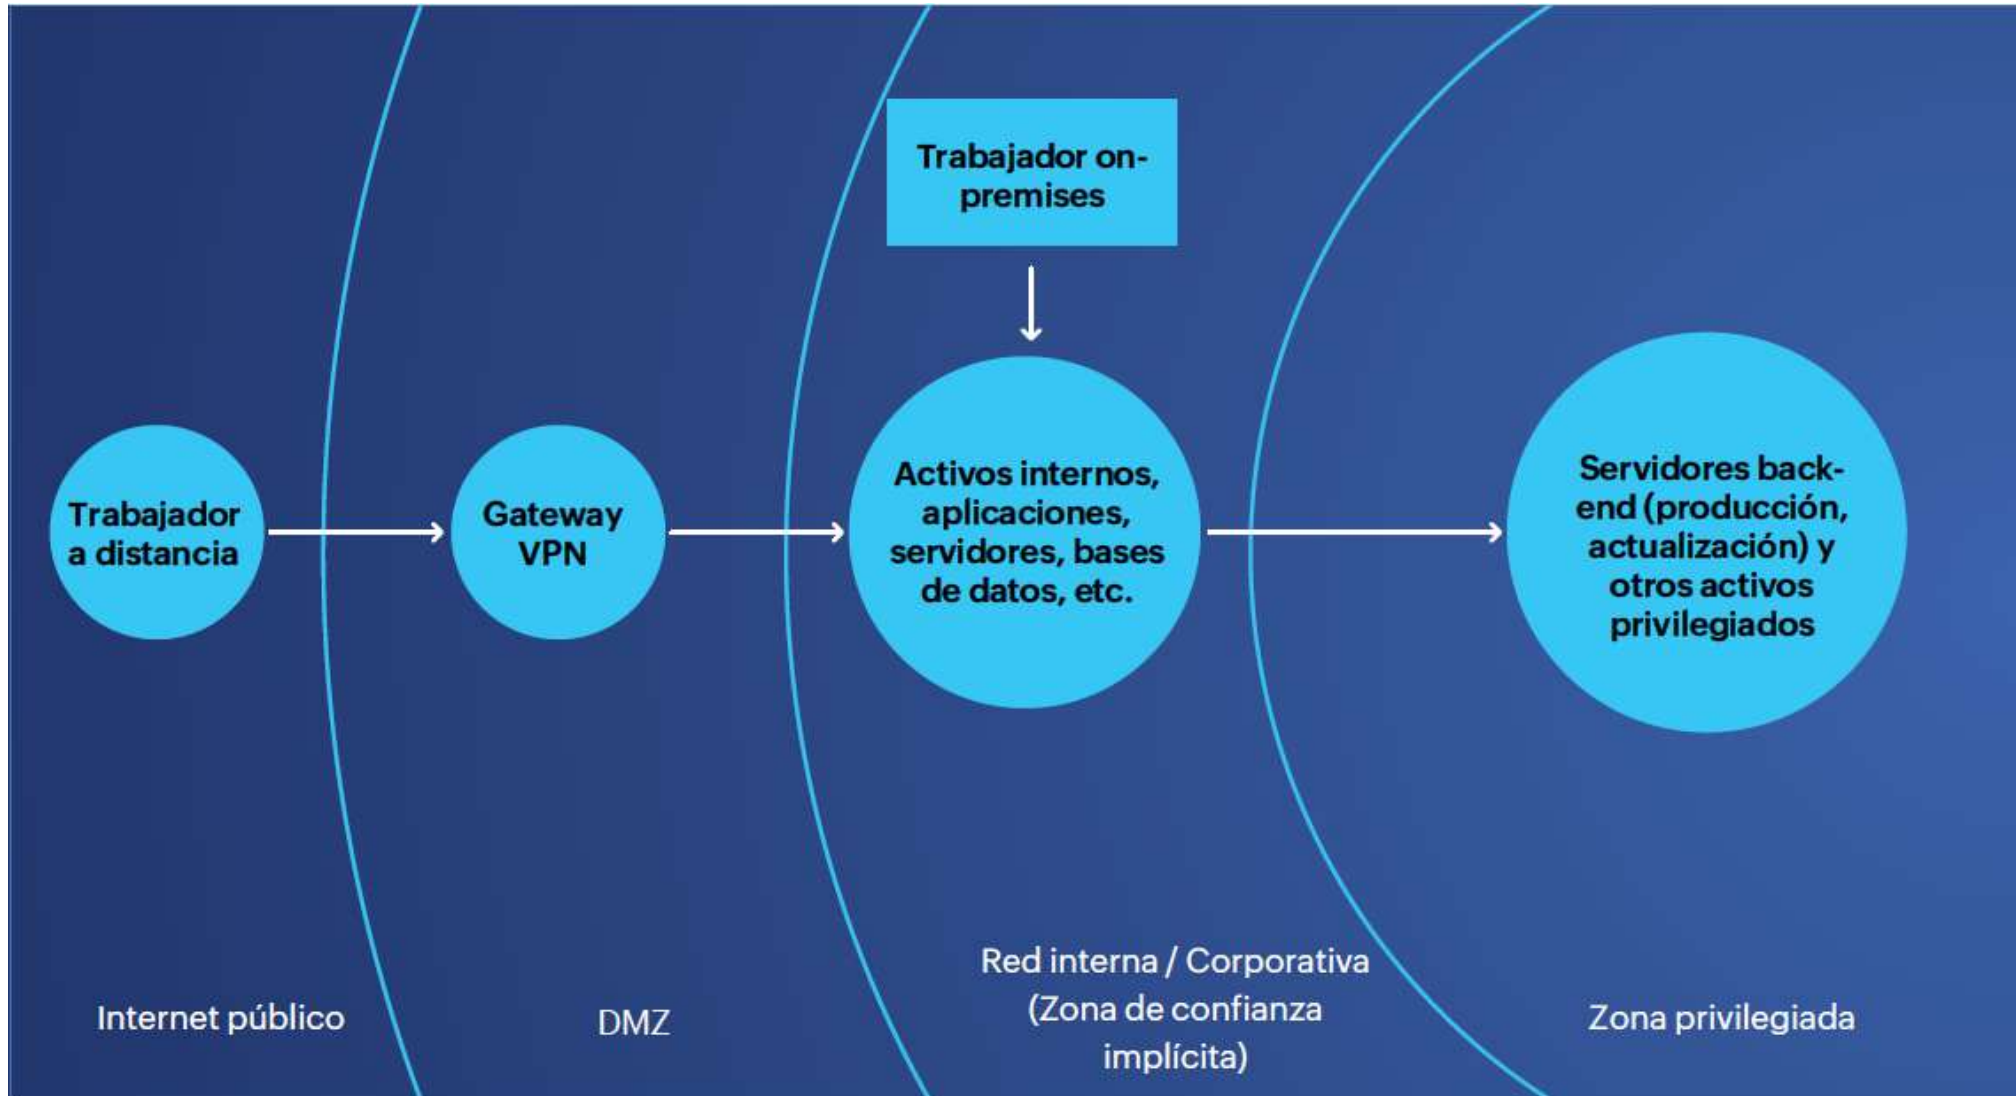 Trabajador on-
premises
Trabajador
a distancia
Gateway
VPN
Activos internos,
aplicaciones,
servidores, bases
de datos, etc.
Servidores back-
end (producción,
actualización) y
otros activos
privilegiados
Internet público
DMZ
Red interna / Corporativa
(Zona de confianza
implícita)
Zona privilegiada